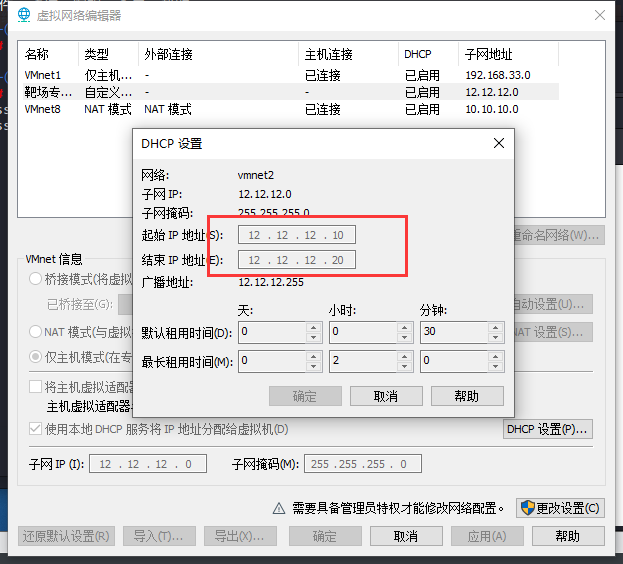 虚拟网络编辑器
名称 类型 外部连接 主机连接 DHCP 子网地址
VMnet1 仅主机... - 已连接 已启用 192.168.33.0
靶场专... 自定义... - - 已启用 12.12.12.0
VMnet8 NAT 模式 NAT 模式 已连接 已启用 10.10.10.0
DHCP 设置
网络: vmnet2
子网 IP: 12.12.12.0
子网掩码: 255.255.255.0
起始 IP 地址(S): 12 . 12 . 12 . 10
结束 IP 地址(E): 12 . 12 . 12 . 20
广播地址: 12.12.12.255
天: 小时: 分钟:
默认租用时间(D): 0 0 30
最长租用时间(M): 0 2 0
确定 取消 帮助
重命名网络(W)...
VMnet 信息
桥接模式(将虚拟
已桥接至(G): 自动设置(U)...
NAT 模式(与虚拟 NAT 设置(S)...
仅主机模式(在专
将主机虚拟适配器
主机虚拟适配器
使用本地 DHCP 服务将 IP 地址分配给虚拟机(D) DHCP 设置(P)...
子网 IP (I): 12 . 12 . 12 . 0 子网掩码(M): 255 . 255 . 255 . 0
需要具备管理员特权才能修改网络配置。 更改设置(C)
还原默认设置(R) 导入(T)... 导出(X)... 确定 取消 应用(A) 帮助